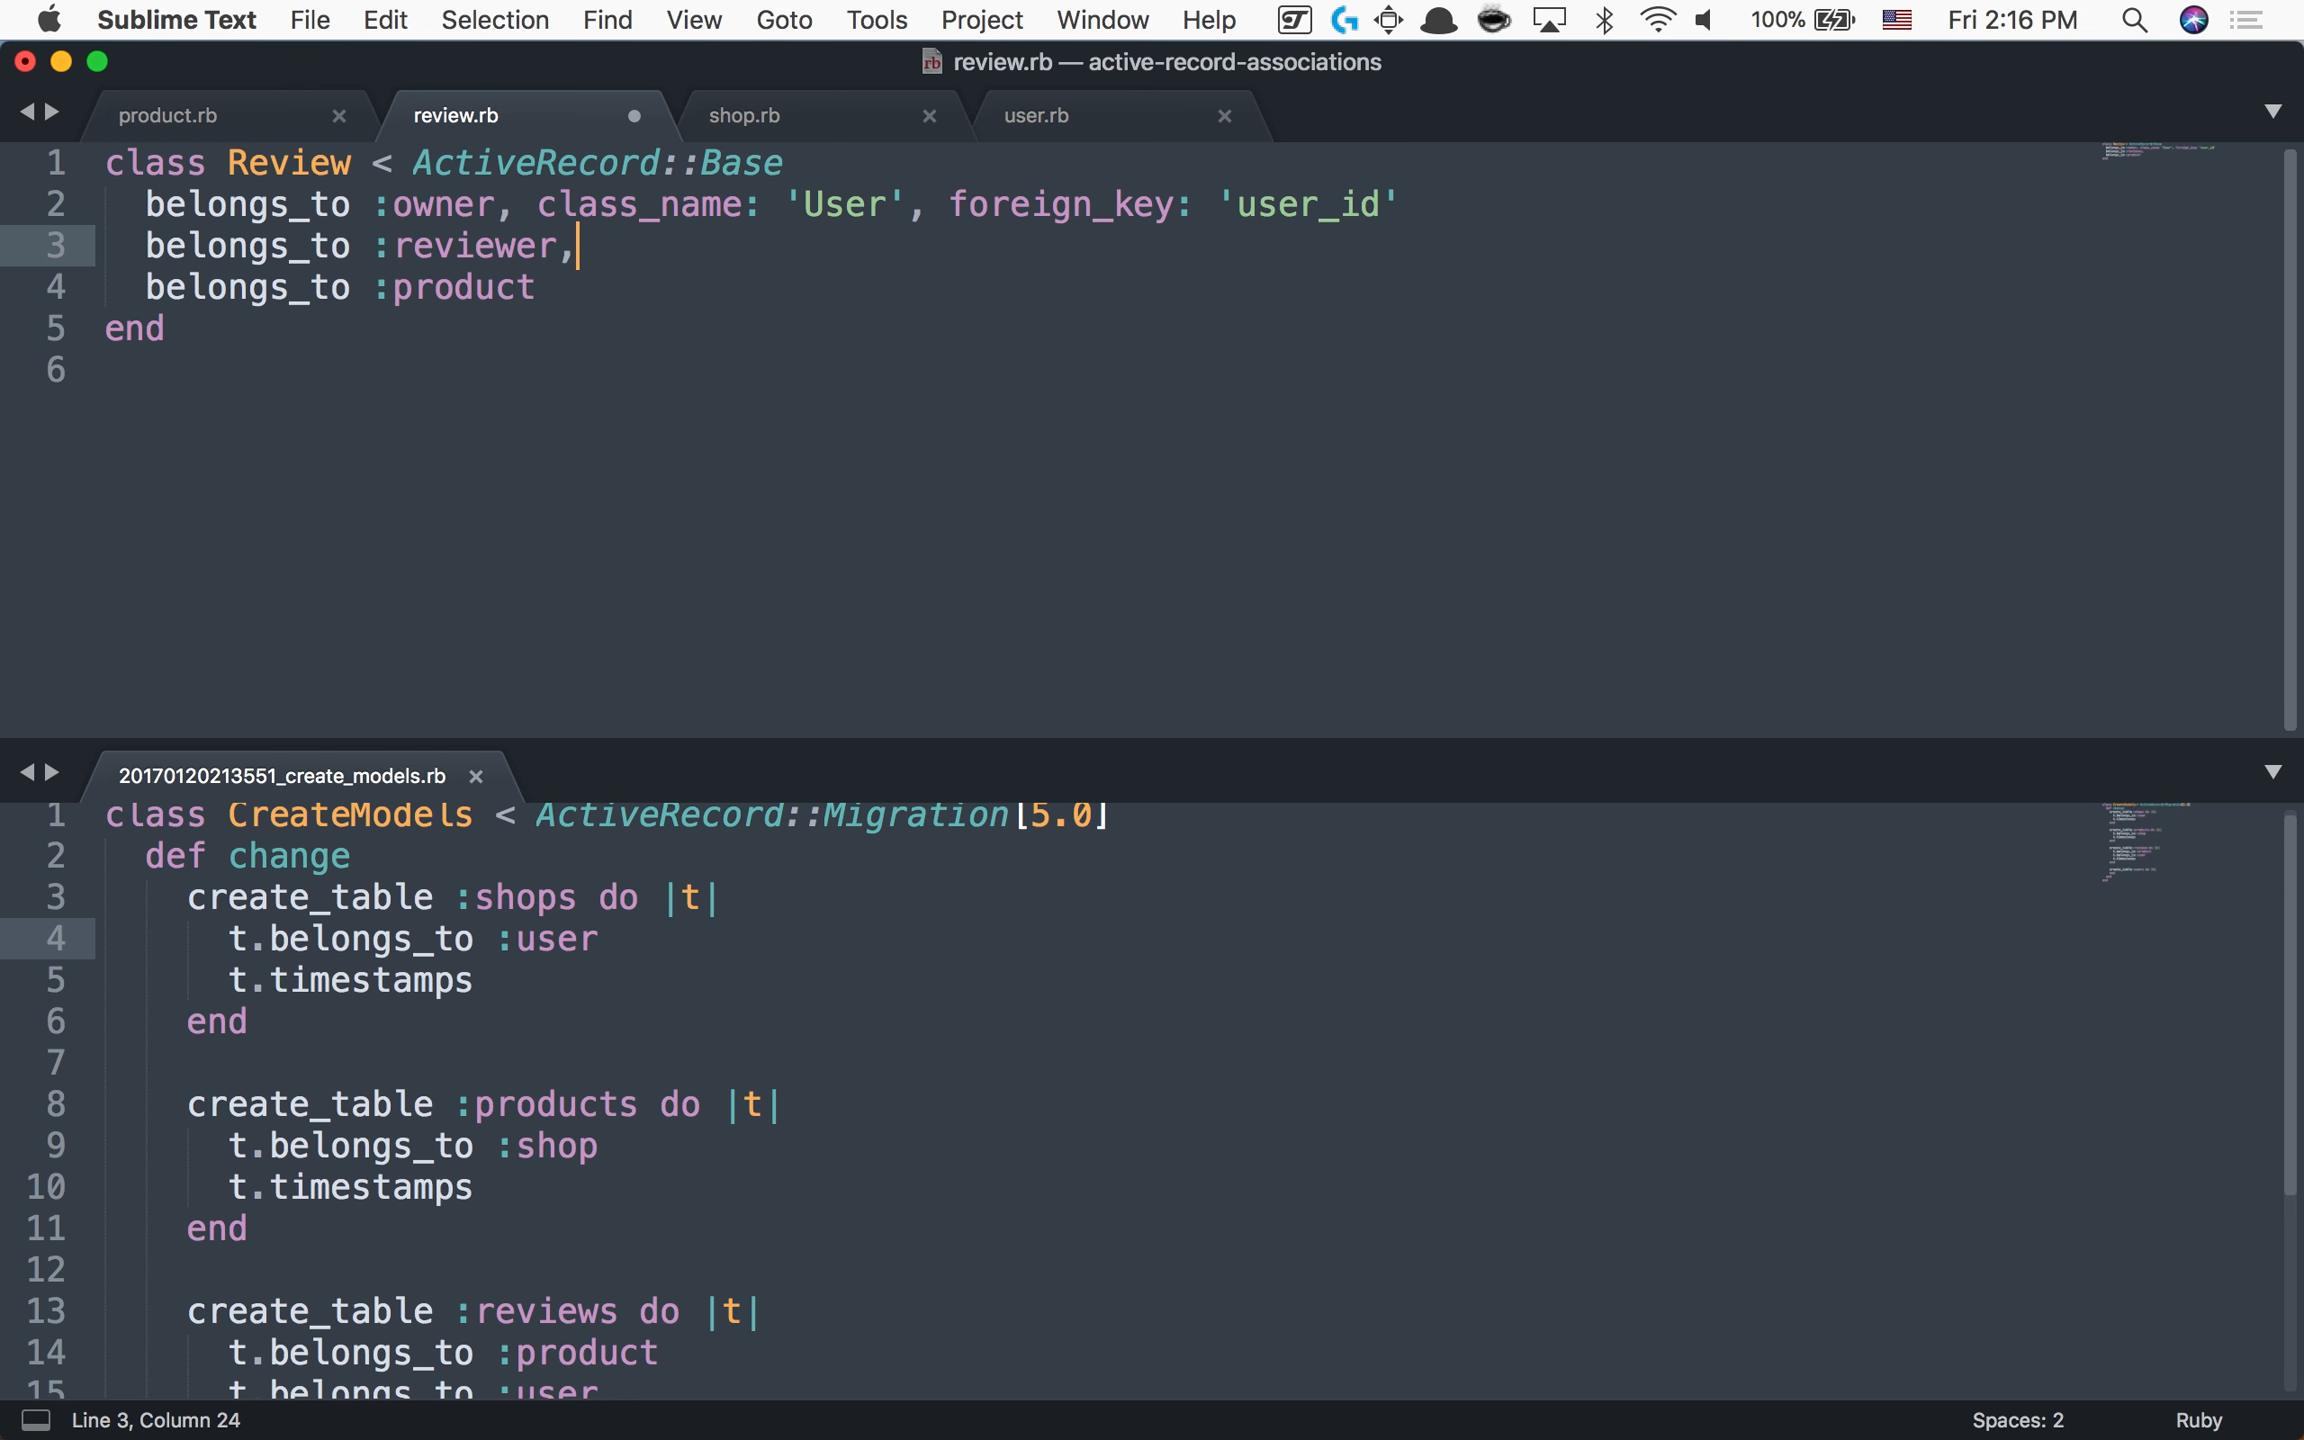 Sublime Text File Edit Selection Find View Goto Tools Project Window Help 100% Fri 2:16 PM
rb review.rb — active-record-associations
product.rb review.rb shop.rb user.rb
1 class Review < ActiveRecord::Base
2 belongs_to :owner, class_name: 'User', foreign_key: 'user_id'
3 belongs_to :reviewer,
4 belongs_to :product
5 end
6
20170120213551_create_models.rb
1 class CreateModels < ActiveRecord::Migration[5.0]
2 def change
3 create_table :shops do |t|
4 t.belongs_to :user
5 t.timestamps
6 end
7
8 create_table :products do |t|
9 t.belongs_to :shop
10 t.timestamps
11 end
12
13 create_table :reviews do |t|
14 t.belongs_to :product
15 t.belongs_to :user
Line 3, Column 24 Spaces: 2 Ruby